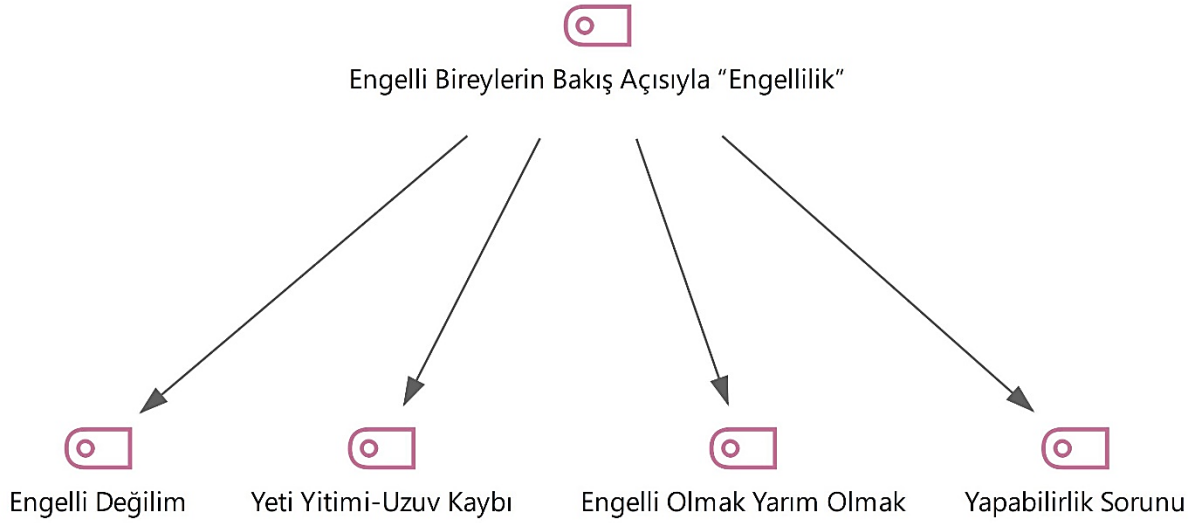 Engelli Bireylerin Bakış Açısıyla “Engellilik”
Engelli Değilim
Yeti Yitimi-Uzuv Kaybı
Engelli Olmak Yarım Olmak
Yapabilirlik Sorunu